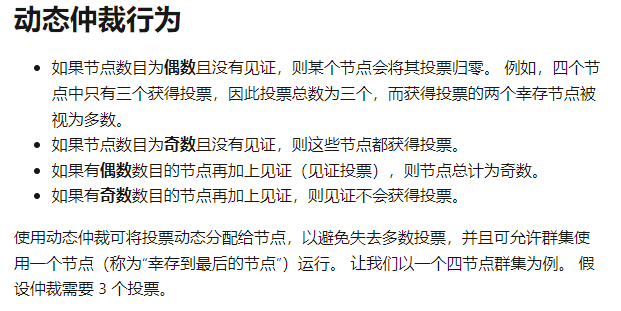 动态仲裁行为
• 如果节点数目为偶数且没有见证，则某个节点会将其投票归零。 例如，四个节
点中只有三个获得投票，因此投票总数为三个，而获得投票的两个幸存节点被
视为多数。
• 如果节点数目为奇数且没有见证，则这些节点都获得投票。
• 如果有偶数数目的节点再加上见证（见证投票），则节点总计为奇数。
• 如果有奇数数目的节点再加上见证，则见证不会获得投票。
使用动态仲裁可将投票动态分配给节点，以避免失去多数投票，并且可允许群集使
用一个节点（称为“幸存到最后的节点”）运行。 让我们以一个四节点群集为例。 假
设仲裁需要 3 个投票。